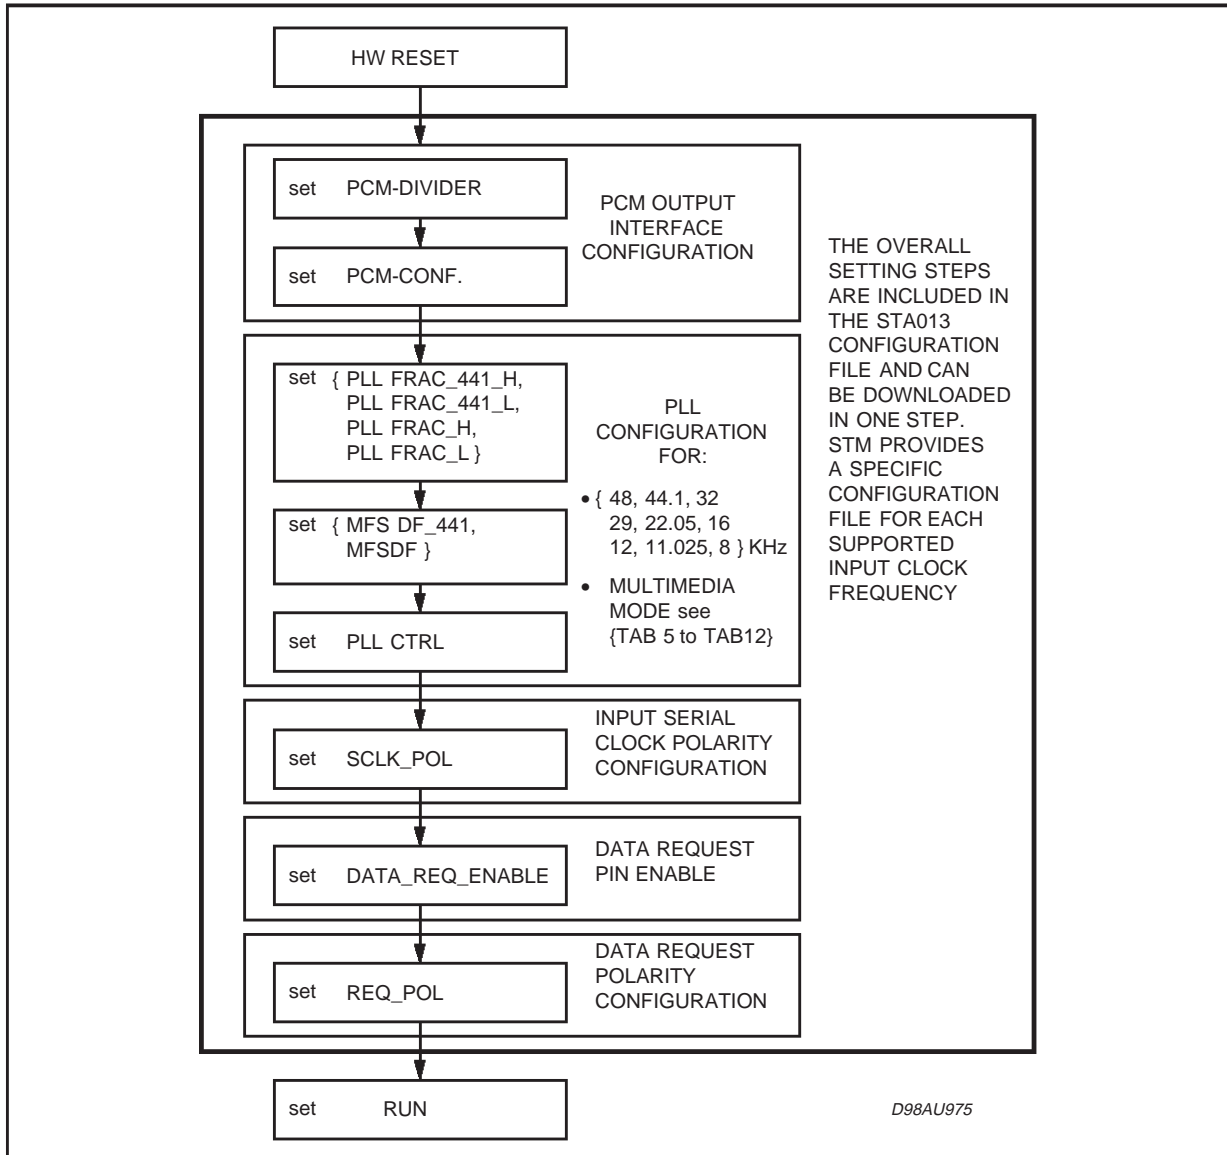 HW RESET
set PCM-DIVIDER
set PCM-CONF.
PCM OUTPUT
INTERFACE
CONFIGURATION
set { PLL FRAC_441_H,
PLL FRAC_441_L,
PLL FRAC_H,
PLL FRAC_L }
set { MFS DF_441,
MFSDF }
set PLL CTRL
PLL
CONFIGURATION
FOR:
• { 48, 44.1, 32
29, 22.05, 16
12, 11.025, 8 } KHz
• MULTIMEDIA
MODE see
{TAB 5 to TAB12}
set SCLK_POL
INPUT SERIAL
CLOCK POLARITY
CONFIGURATION
set DATA_REQ_ENABLE
DATA REQUEST
PIN ENABLE
set REQ_POL
DATA REQUEST
POLARITY
CONFIGURATION
THE OVERALL
SETTING STEPS
ARE INCLUDED IN
THE STA013
CONFIGURATION
FILE AND CAN
BE DOWNLOADED
IN ONE STEP.
STM PROVIDES
A SPECIFIC
CONFIGURATION
FILE FOR EACH
SUPPORTED
INPUT CLOCK
FREQUENCY
set RUN
D98AU975